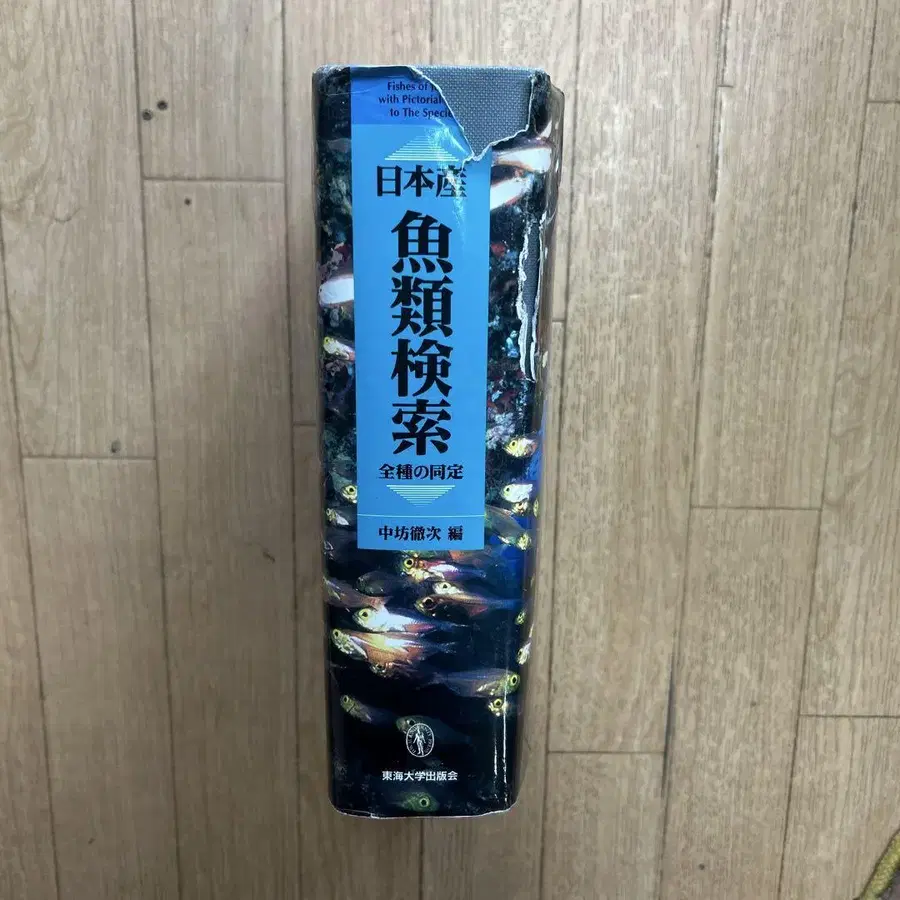 Fishes of
with Pictorial
to The Species
日本産
魚類検索
全種の同定
中坊徹次 編
東海大学出版会